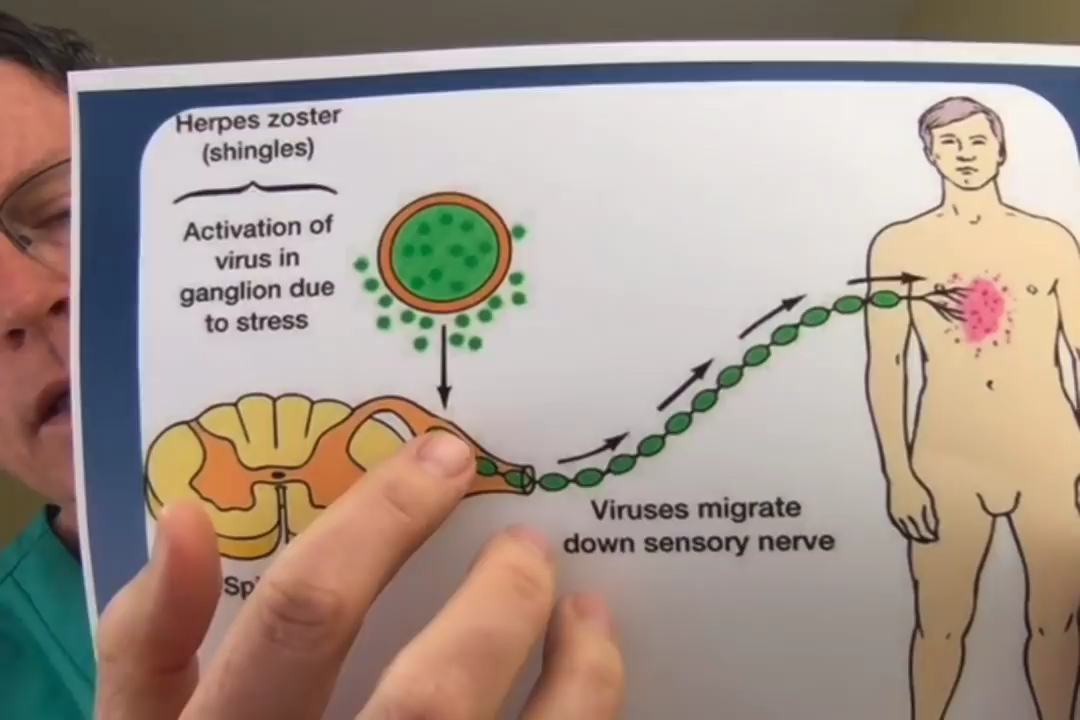 Herpes zoster
(shingles)
Activation of
virus in
ganglion due
to stress
Viruses migrate
down sensory nerve